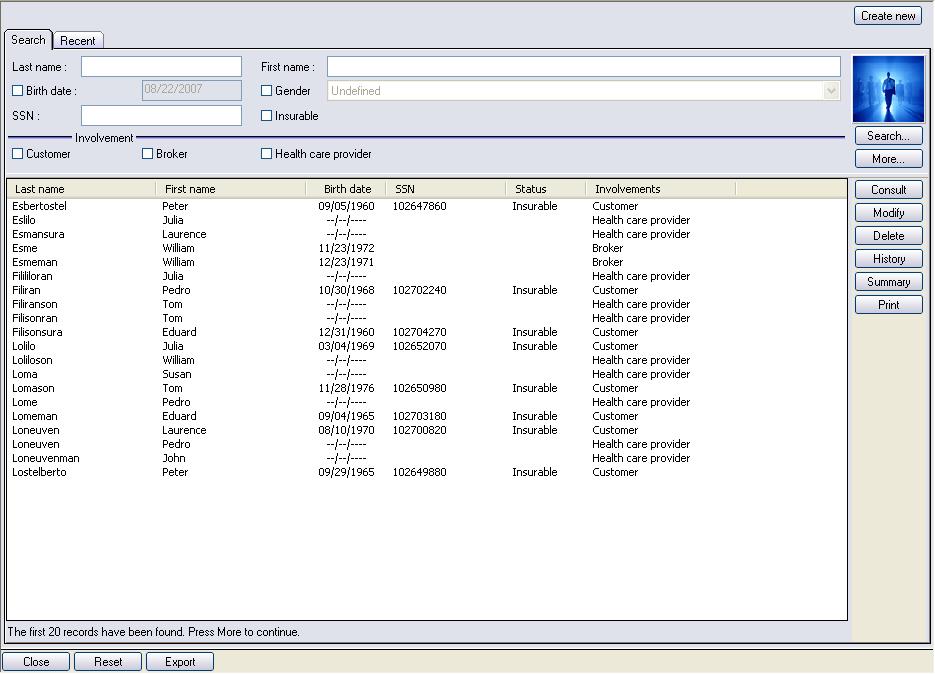 Create new
Search Recent
Last name : First name :
Birth date : 08/22/2007 Gender Undefined
SSN : Insurable
Search...
Involvement
Customer Broker Health care provider
More...
Last name First name Birth date SSN Status Involvements
Consult
Esbertostel Peter 09/05/1960 102647860 Insurable Customer
Eslilo Julia --/--/---- Health care provider
Modify
Esmansura Laurence --/--/---- Health care provider
Delete
Esme William 11/23/1972 Broker
Esmeman William 12/23/1971 Broker
History
Filililoran Julia --/--/---- Health care provider
Summary
Filiran Pedro 10/30/1968 102702240 Insurable Customer
Filiranson Tom --/--/---- Health care provider
Print
Filisonran Tom --/--/---- Health care provider
Filisonsura Eduard 12/31/1960 102704270 Insurable Customer
Lolilo Julia 03/04/1969 102652070 Insurable Customer
Loliloson William --/--/---- Health care provider
Loma Susan --/--/---- Health care provider
Lomason Tom 11/28/1976 102650980 Insurable Customer
Lome Pedro --/--/---- Health care provider
Lomeman Eduard 09/04/1965 102703180 Insurable Customer
Loneuven Laurence 08/10/1970 102700820 Insurable Customer
Loneuven Pedro --/--/---- Health care provider
Loneuvenman John --/--/---- Health care provider
Lostelberto Peter 09/29/1965 102649880 Insurable Customer
The first 20 records have been found. Press More to continue.
Close Reset Export